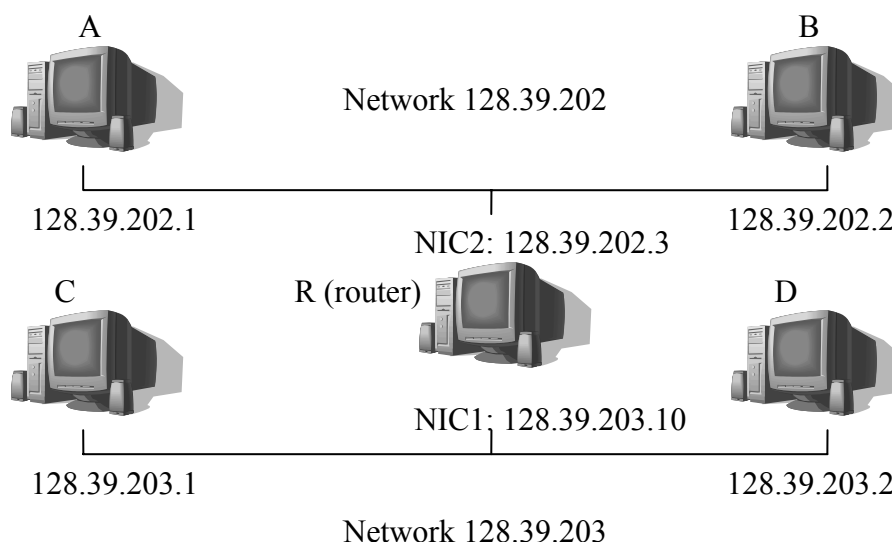 A
B
Network 128.39.202
128.39.202.1
128.39.202.2
NIC2: 128.39.202.3
C
R (router)
D
NIC1: 128.39.203.10
128.39.203.1
128.39.203.2
Network 128.39.203